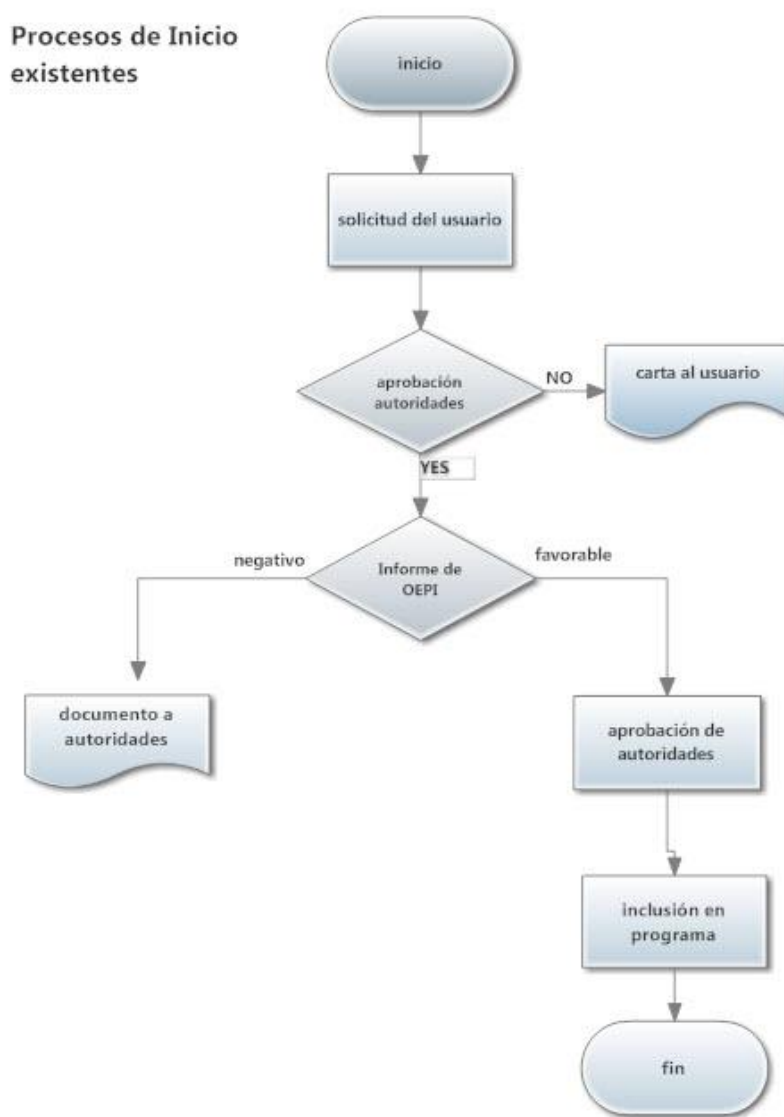 Procesos de Inicio
existentes
inicio
solicitud del usuario
aprobación
autoridades
NO
carta al usuario
YES
negativo
Informe de
OEPI
favorable
documento a
autoridades
aprobación de
autoridades
inclusión en
programa
fin